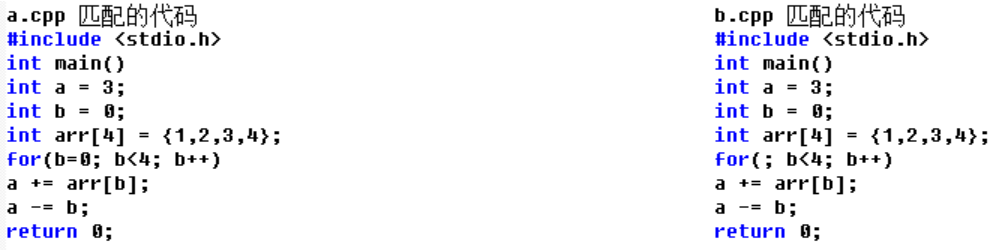 a.cpp 匹配的代码
#include <stdio.h>
int main()
int a = 3;
int b = 0;
int arr[4] = {1,2,3,4};
for(b=0; b<4; b++)
a += arr[b];
a -= b;
return 0;
b.cpp 匹配的代码
#include <stdio.h>
int main()
int a = 3;
int b = 0;
int arr[4] = {1,2,3,4};
for(; b<4; b++)
a += arr[b];
a -= b;
return 0;